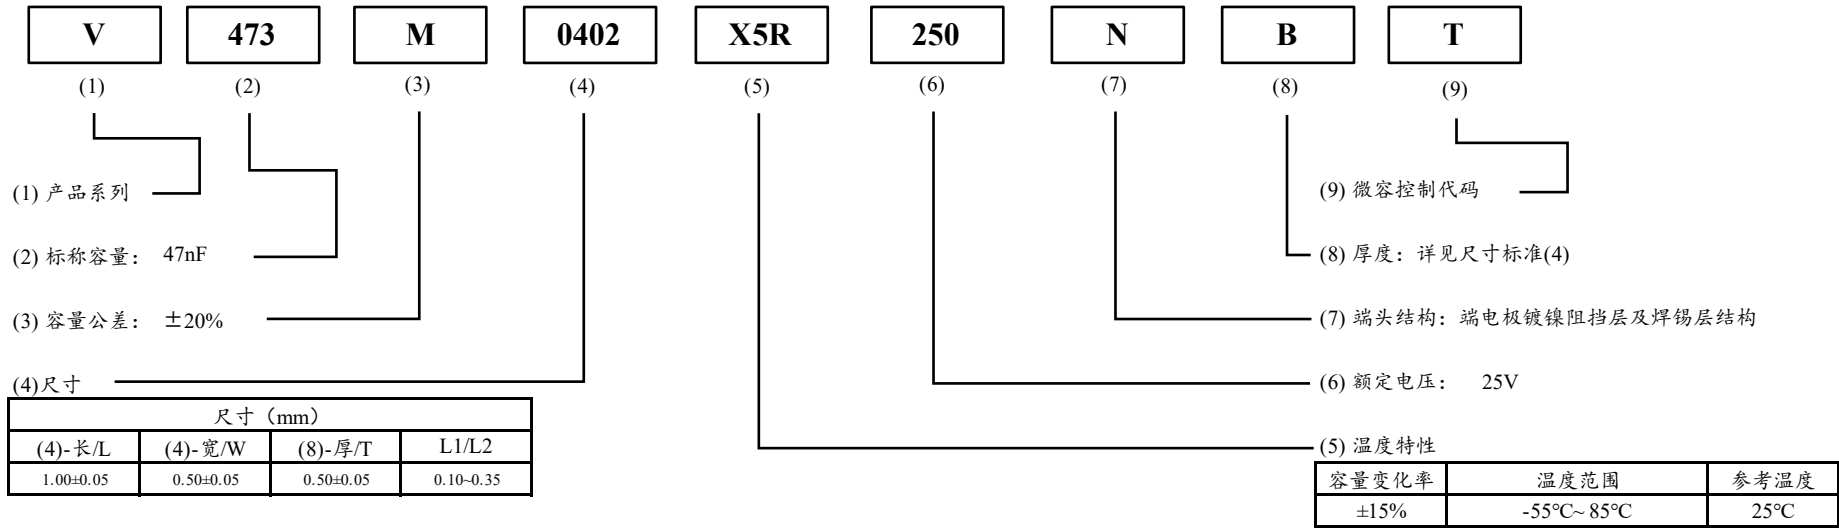 V 473 M 0402 X5R 250 N B T
(1) (2) (3) (4) (5) (6) (7) (8) (9)
(1) 产品系列
(9) 微容控制代码
(2) 标称容量： 47nF
(8) 厚度：详见尺寸标准(4)
(3) 容量公差： ±20%
(7) 端头结构：端电极镀镍阻挡层及焊锡层结构
(4)尺寸
(6) 额定电压： 25V
尺寸（mm）
(4)-长/L (4)-宽/W (8)-厚/T L1/L2
1.00±0.05 0.50±0.05 0.50±0.05 0.10~0.35
(5) 温度特性
容量变化率 温度范围 参考温度
±15% -55℃~ 85℃ 25℃